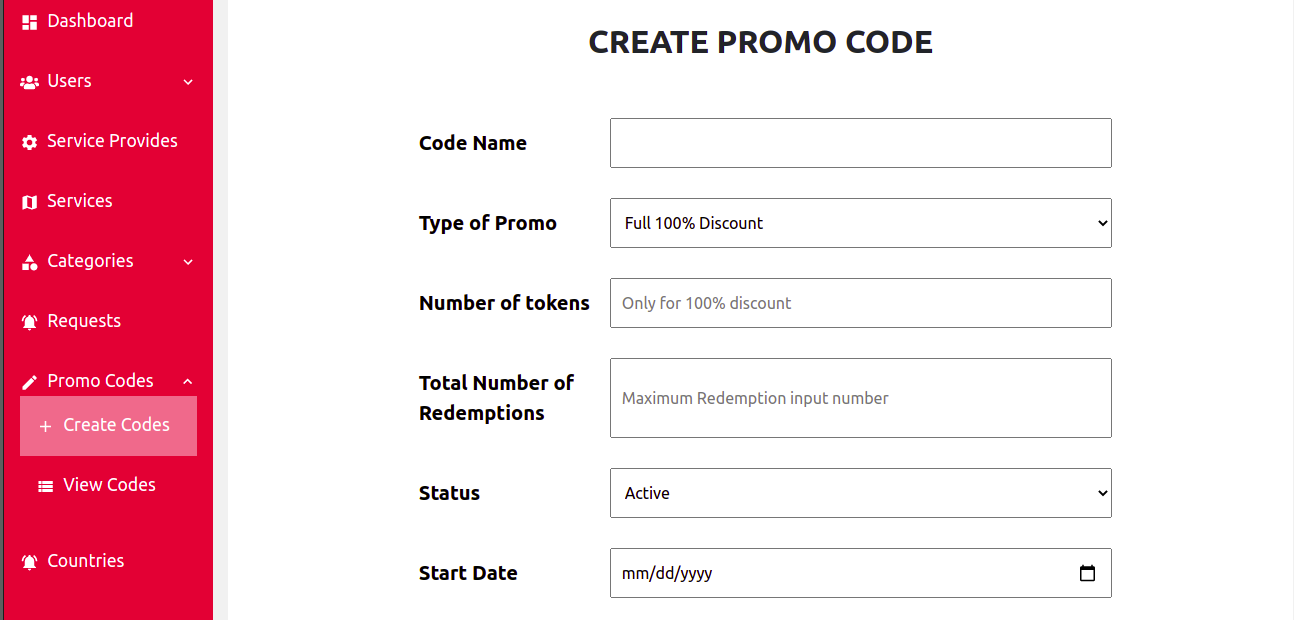 Dashboard
Users
Service Provides
Services
Categories
Requests
Promo Codes
Create Codes
View Codes
Countries
CREATE PROMO CODE
Code Name
Type of Promo
Full 100% Discount
Number of tokens
Only for 100% discount
Total Number of
Redemptions
Maximum Redemption input number
Status
Active
Start Date
mm/dd/yyyy